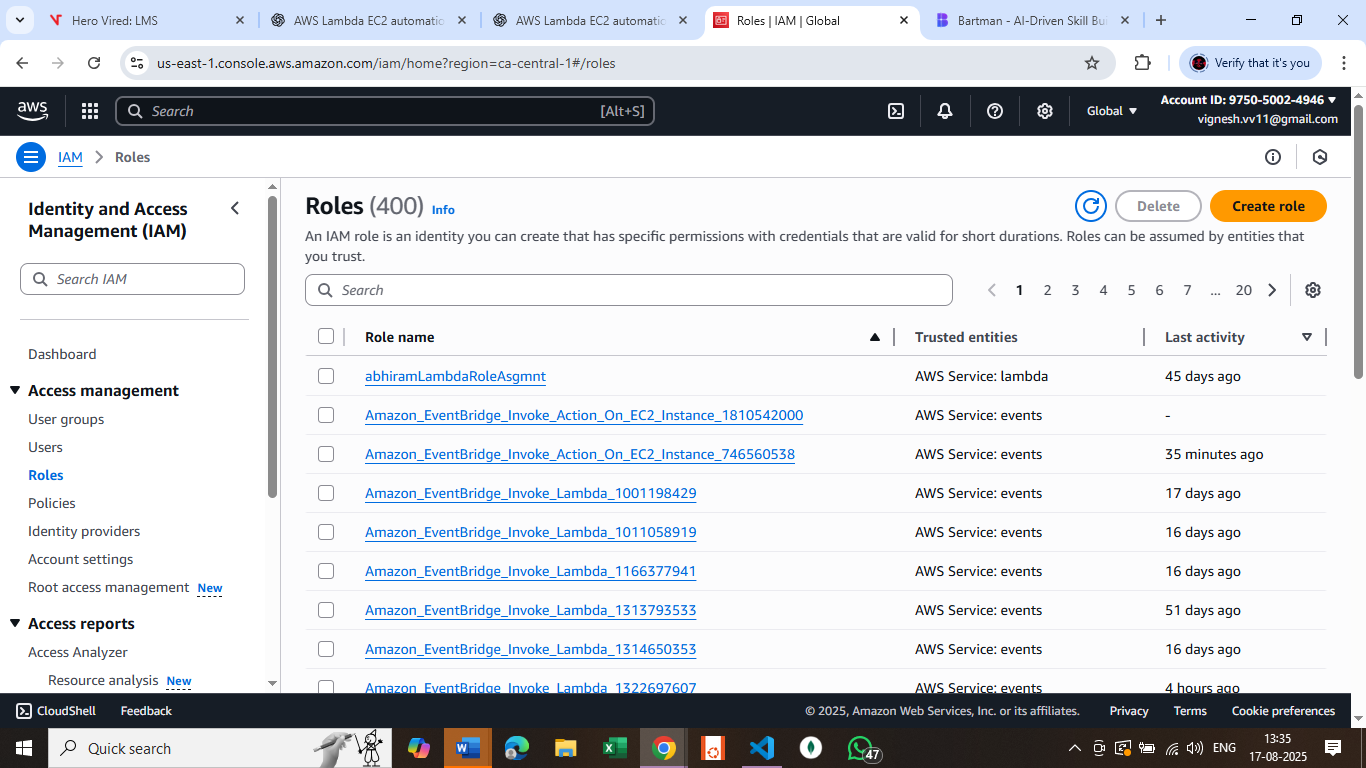 Hero Vired: LMS
AWS Lambda EC2 automatio
AWS Lambda EC2 automatio
Roles | IAM | Global
Bartman - AI-Driven Skill Bui
us-east-1.console.aws.amazon.com/iam/home?region=ca-central-1#/roles
Verify that it's you
aws
Search
[Alt+S]
Global
Account ID: 9750-5002-4946
vignesh.vv11@gmail.com
IAM > Roles
Identity and Access
Management (IAM)
Search IAM
Dashboard
Access management
User groups
Users
Roles
Policies
Identity providers
Account settings
Root access management New
Access reports
Access Analyzer
Resource analysis New
Roles (400) Info
Delete
Create role
An IAM role is an identity you can create that has specific permissions with credentials that are valid for short durations. Roles can be assumed by entities that
you trust.
Search
1 2 3 4 5 6 7 ... 20
Role name Trusted entities Last activity
abhiramLambdaRoleAsgmnt AWS Service: lambda 45 days ago
Amazon_EventBridge_Invoke_Action_On_EC2_Instance_1810542000 AWS Service: events -
Amazon_EventBridge_Invoke_Action_On_EC2_Instance_746560538 AWS Service: events 35 minutes ago
Amazon_EventBridge_Invoke_Lambda_1001198429 AWS Service: events 17 days ago
Amazon_EventBridge_Invoke_Lambda_1011058919 AWS Service: events 16 days ago
Amazon_EventBridge_Invoke_Lambda_1166377941 AWS Service: events 16 days ago
Amazon_EventBridge_Invoke_Lambda_1313793533 AWS Service: events 51 days ago
Amazon_EventBridge_Invoke_Lambda_1314650353 AWS Service: events 16 days ago
Amazon_EventBridge_Invoke_Lambda_1322697607 AWS Service: events 4 hours ago
CloudShell Feedback
© 2025, Amazon Web Services, Inc. or its affiliates. Privacy Terms Cookie preferences
Quick search
47
ENG
13:35
17-08-2025